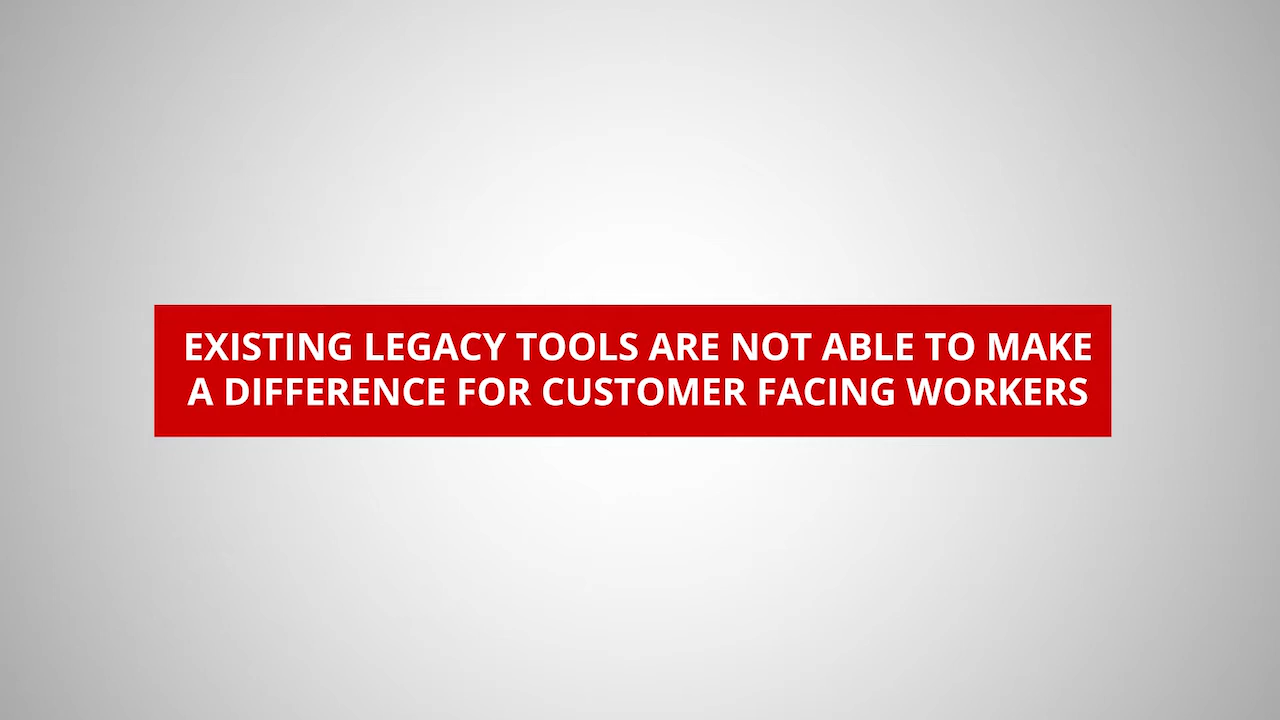 EXISTING LEGACY TOOLS ARE NOT ABLE TO MAKE
A DIFFERENCE FOR CUSTOMER FACING WORKERS